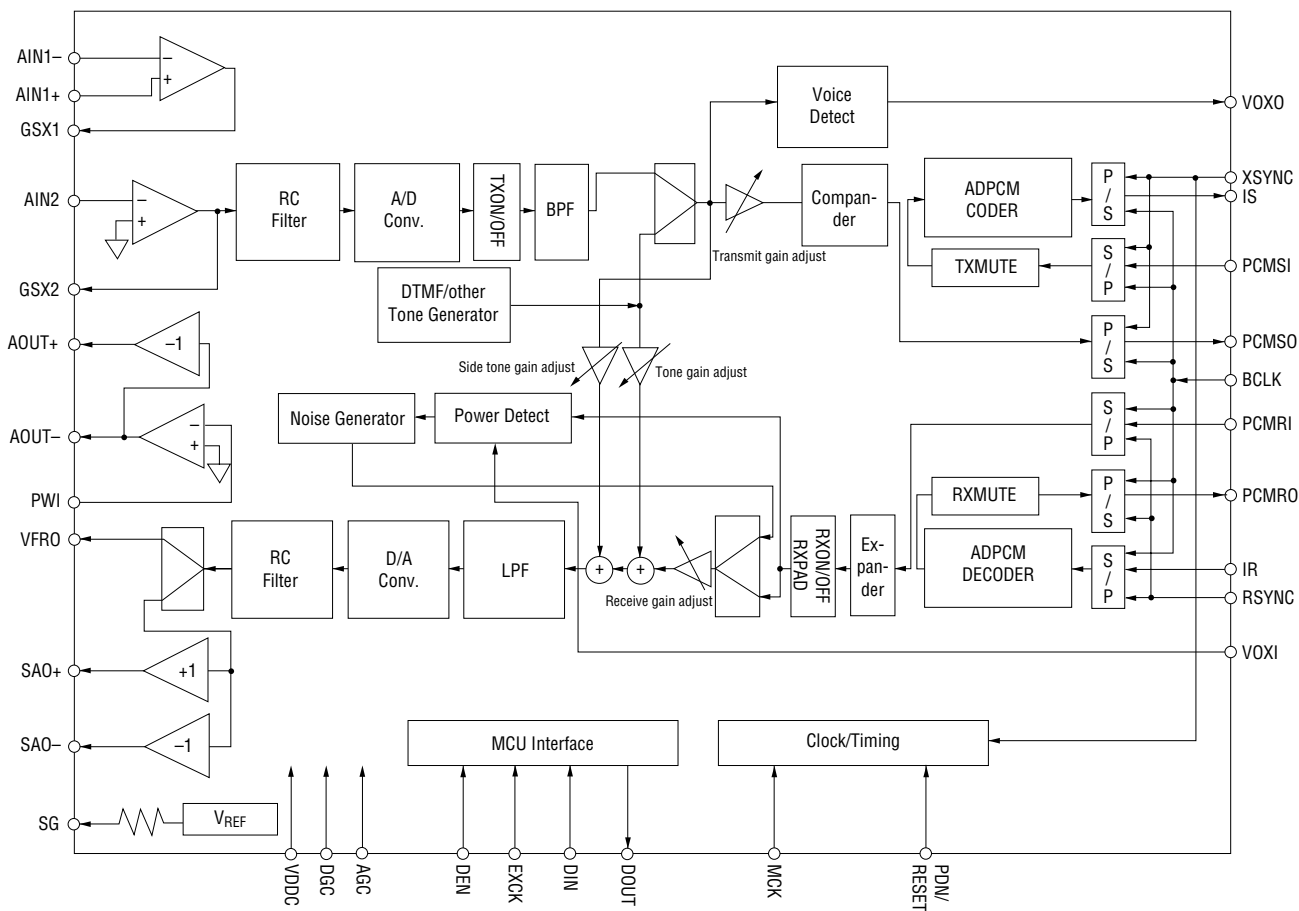 AIN1–
–
+
AIN1+
GSX1
Voice
Detect
VOXO
AIN2
–
+
RC
Filter
A/D
Conv.
TXON/OFF
BPF
Transmit gain adjust
Compan-
der
ADPCM
CODER
P
/
S
XSYNC
IS
TXMUTE
S
/
P
PCMSI
GSX2
DTMF/other
Tone Generator
AOUT+
–1
Side tone gain adjust
Tone gain adjust
P
/
S
PCMSO
BCLK
Noise Generator
Power Detect
AOUT–
–
+
S
/
P
PCMRI
PWI
RXMUTE
P
/
S
PCMRO
VFRO
RC
Filter
D/A
Conv.
LPF
+
+
Receive gain adjust
RXON/OFF
RXPAD
Ex-
pan-
der
ADPCM
DECODER
S
/
P
IR
RSYNC
VOXI
SAO+
+1
SAO–
–1
MCU Interface
Clock/Timing
SG
VREF
VDDC
DGC
AGC
DEN
EXCK
DIN
DOUT
MCK
PDN/
RESET